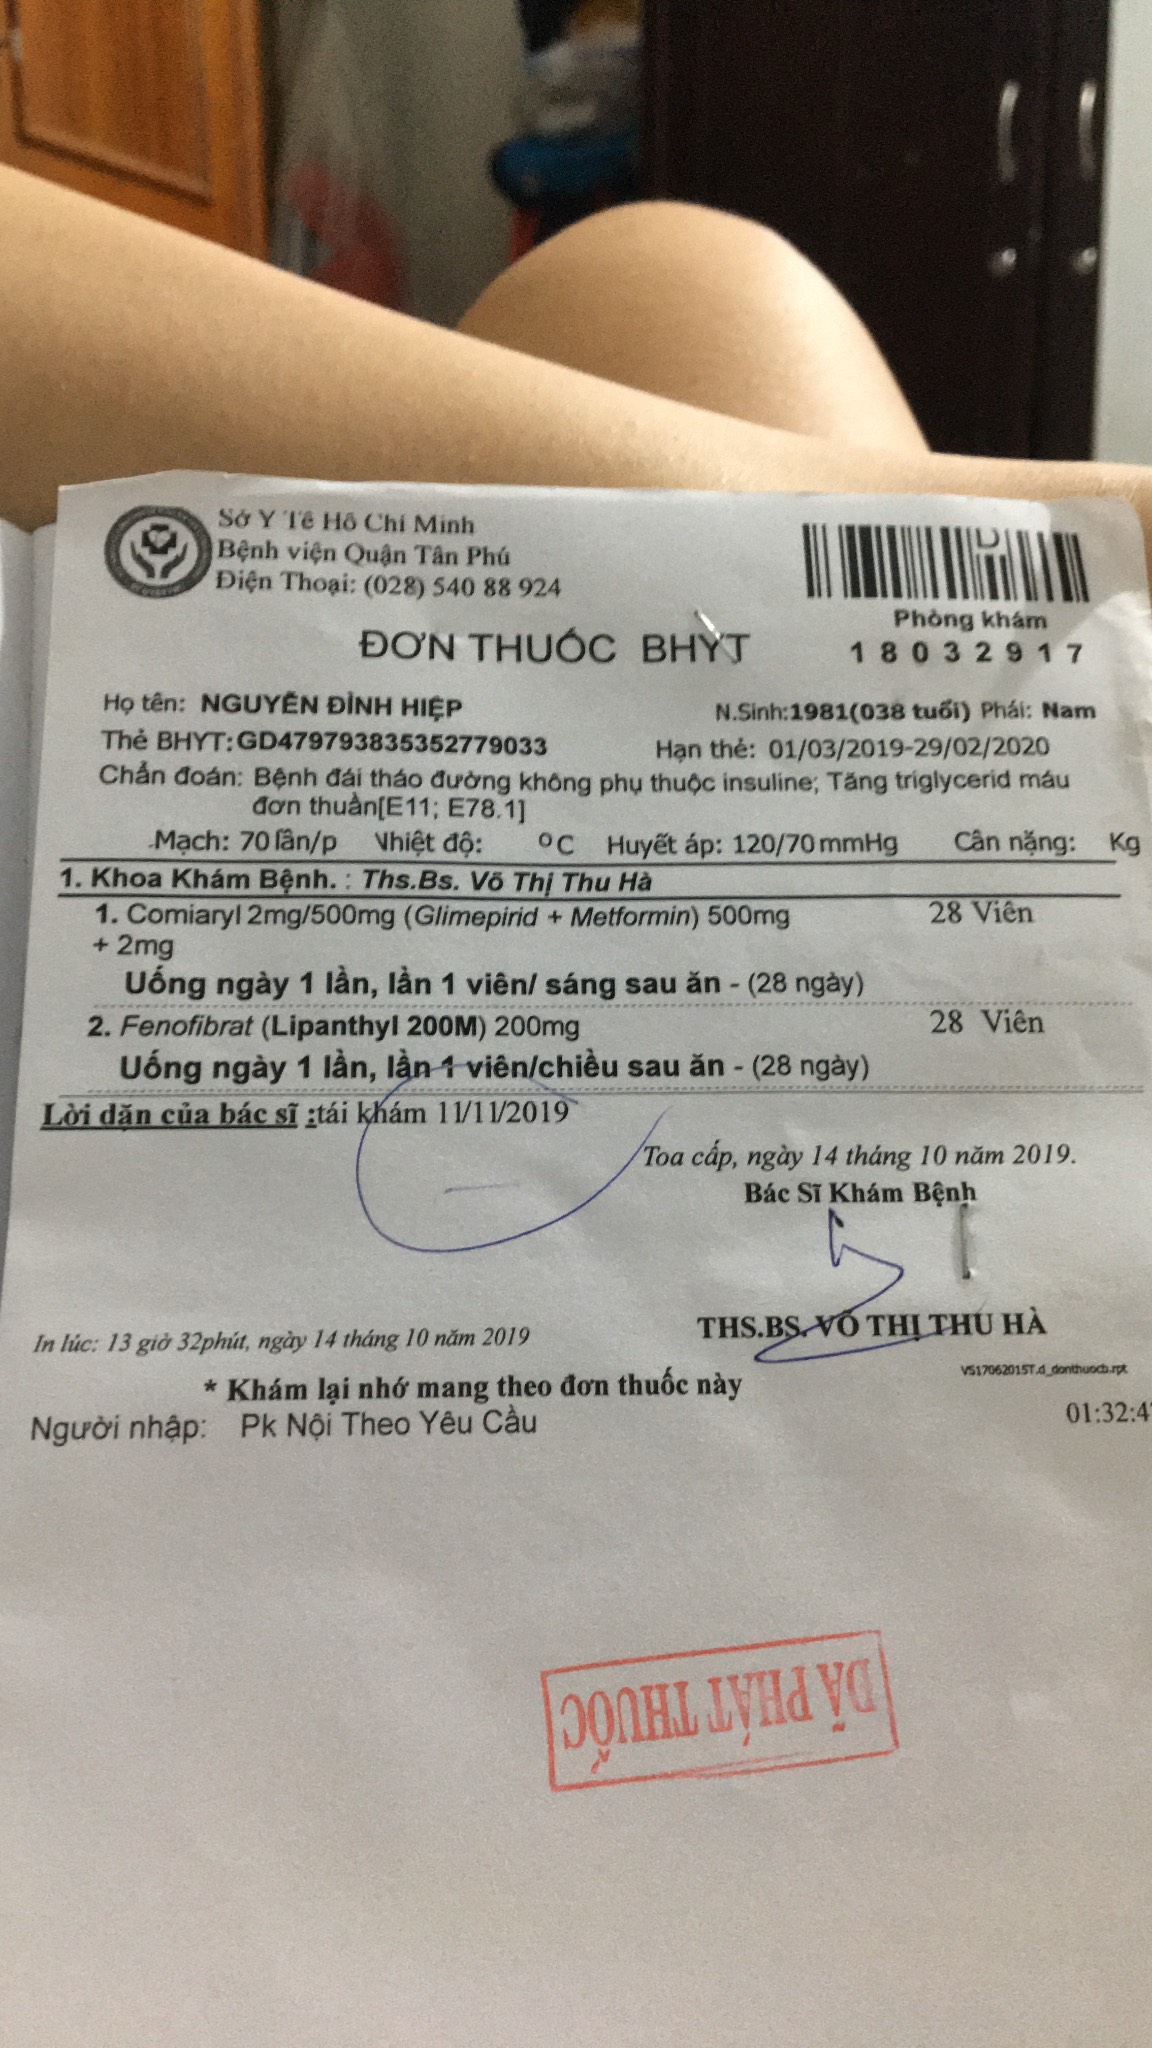 Sở Y Tế Hồ Chí Minh
Bệnh viện Quận Tân Phú
Điện Thoại: (028) 540 88 924
Phòng khám
18032917
ĐƠN THUỐC BHYT
Họ tên: NGUYỄN ĐÌNH HIỆP N.Sinh:1981(038 tuổi) Phái: Nam
Thẻ BHYT:GD479793835352779033 Hạn thẻ: 01/03/2019-29/02/2020
Chẩn đoán: Bệnh đái tháo đường không phụ thuộc insuline; Tăng triglycerid máu
đơn thuần[E11; E78.1]
Mạch: 70 lần/p Nhiệt độ: ºC Huyết áp: 120/70 mmHg Cân nặng: Kg
1. Khoa Khám Bệnh. : Ths.Bs. Võ Thị Thu Hà
1. Comiaryl 2mg/500mg (Glimepirid + Metformin) 500mg 28 Viên
+ 2mg
Uống ngày 1 lần, lần 1 viên/ sáng sau ăn - (28 ngày)
2. Fenofibrat (Lipanthyl 200M) 200mg 28 Viên
Uống ngày 1 lần, lần 1 viên/chiều sau ăn - (28 ngày)
Lời dặn của bác sĩ :tái khám 11/11/2019
Toa cấp, ngày 14 tháng 10 năm 2019.
Bác Sĩ Khám Bệnh
THS.BS. VÕ THỊ THU HÀ
In lúc: 13 giờ 32phút, ngày 14 tháng 10 năm 2019
VS17062015T.d_donthuocb.rpt
* Khám lại nhớ mang theo đơn thuốc này
Người nhập: Pk Nội Theo Yêu Cầu 01:32:4
ĐÃ PHÁT THUỐC